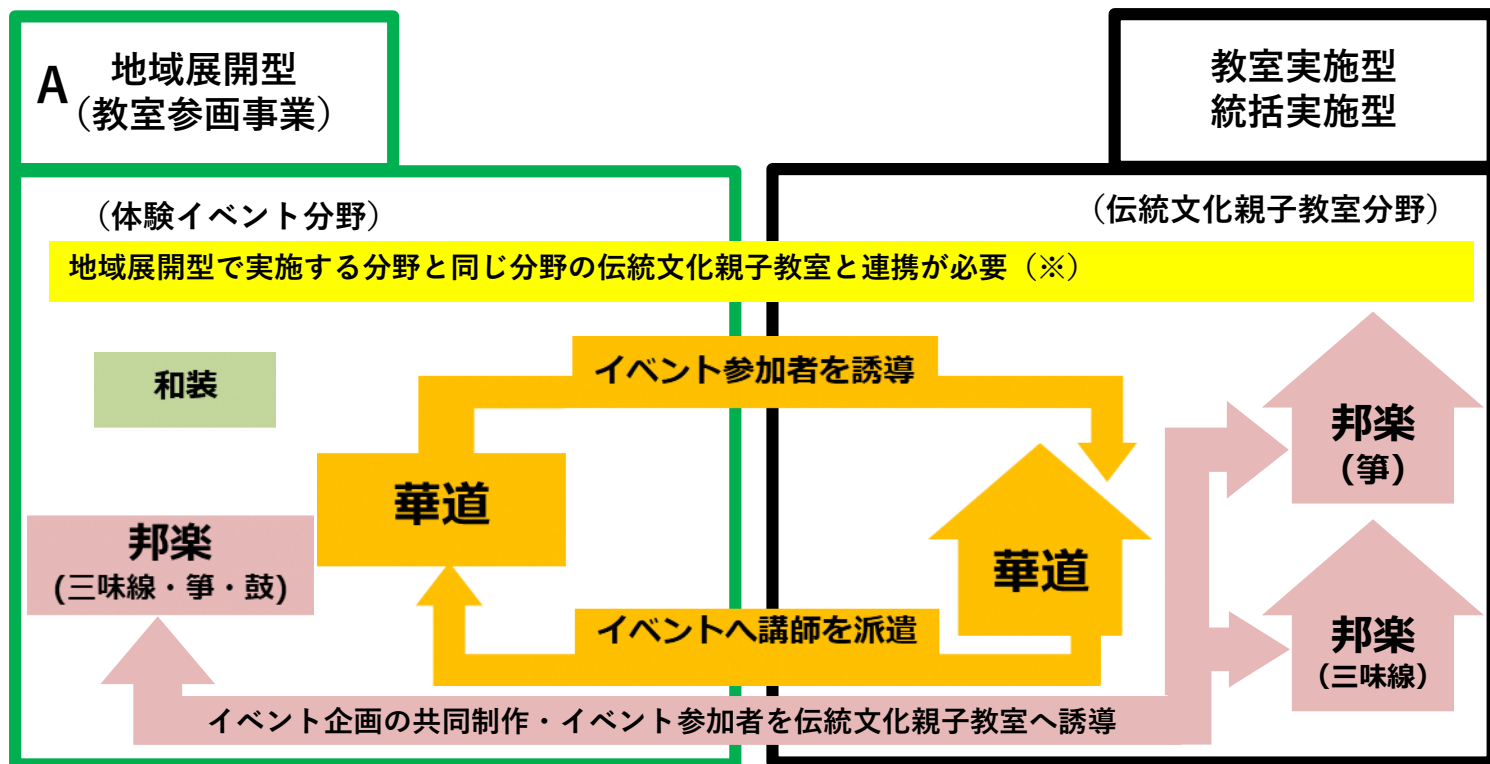 A
地域展開型
（教室参画事業）
教室実施型
統括実施型
（体験イベント分野）
（伝統文化親子教室分野）
地域展開型で実施する分野と同じ分野の伝統文化親子教室と連携が必要（※）
和装
イベント参加者を誘導
華道
邦楽
(三味線・箏・鼓)
華道
邦楽
(箏)
イベントへ講師を派遣
邦楽
(三味線)
イベント企画の共同制作・イベント参加者を伝統文化親子教室へ誘導